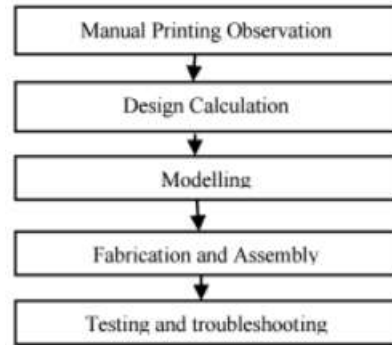 Manual Printing Observation
Design Calculation
Modelling
Fabrication and Assembly
Testing and troubleshooting